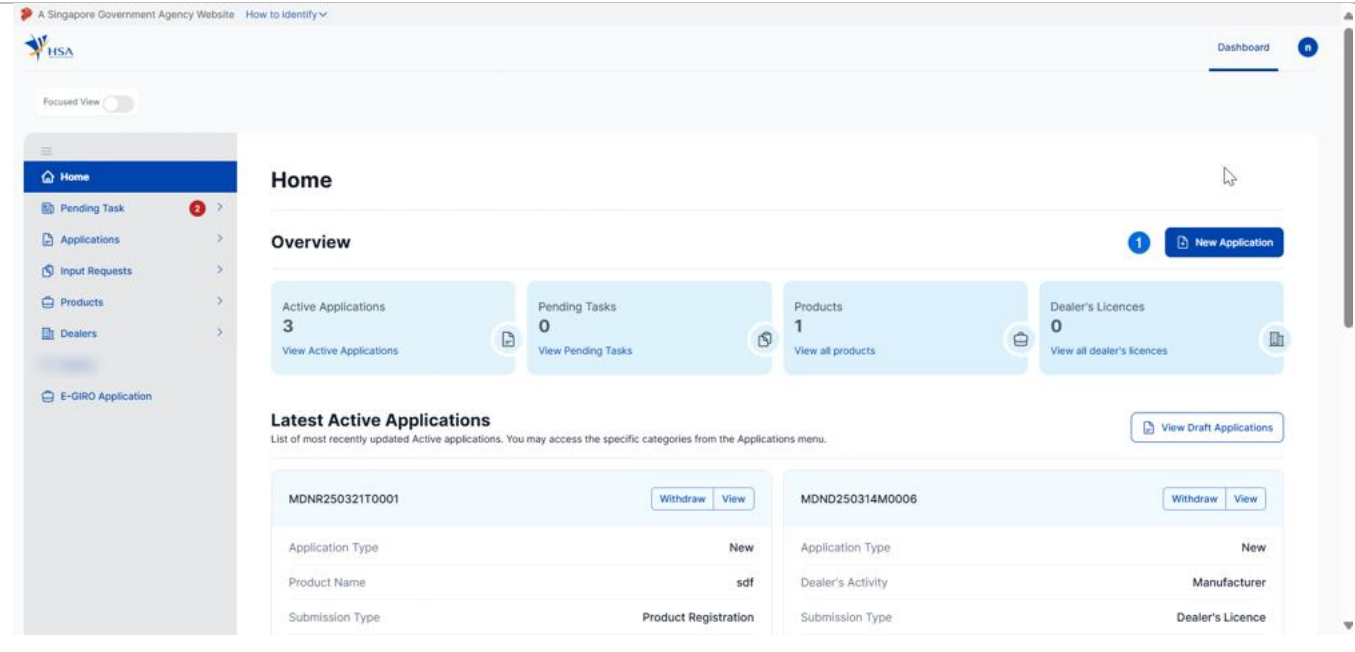 A Singapore Government Agency Website How to identify
HSA
Dashboard n
Focused View
Home
Pending Task 2
Applications
Input Requests
Products
Dealers
E-GIRO Application
Home
Overview
1 New Application
Active Applications
3
View Active Applications
Pending Tasks
0
View Pending Tasks
Products
1
View all products
Dealer's Licences
0
View all dealer's licences
Latest Active Applications
List of most recently updated Active applications. You may access the specific categories from the Applications menu.
View Draft Applications
MDNR250321T0001 Withdraw View
Application Type New
Product Name sdf
Submission Type Product Registration
MDND250314M0006 Withdraw View
Application Type New
Dealer's Activity Manufacturer
Submission Type Dealer's Licence